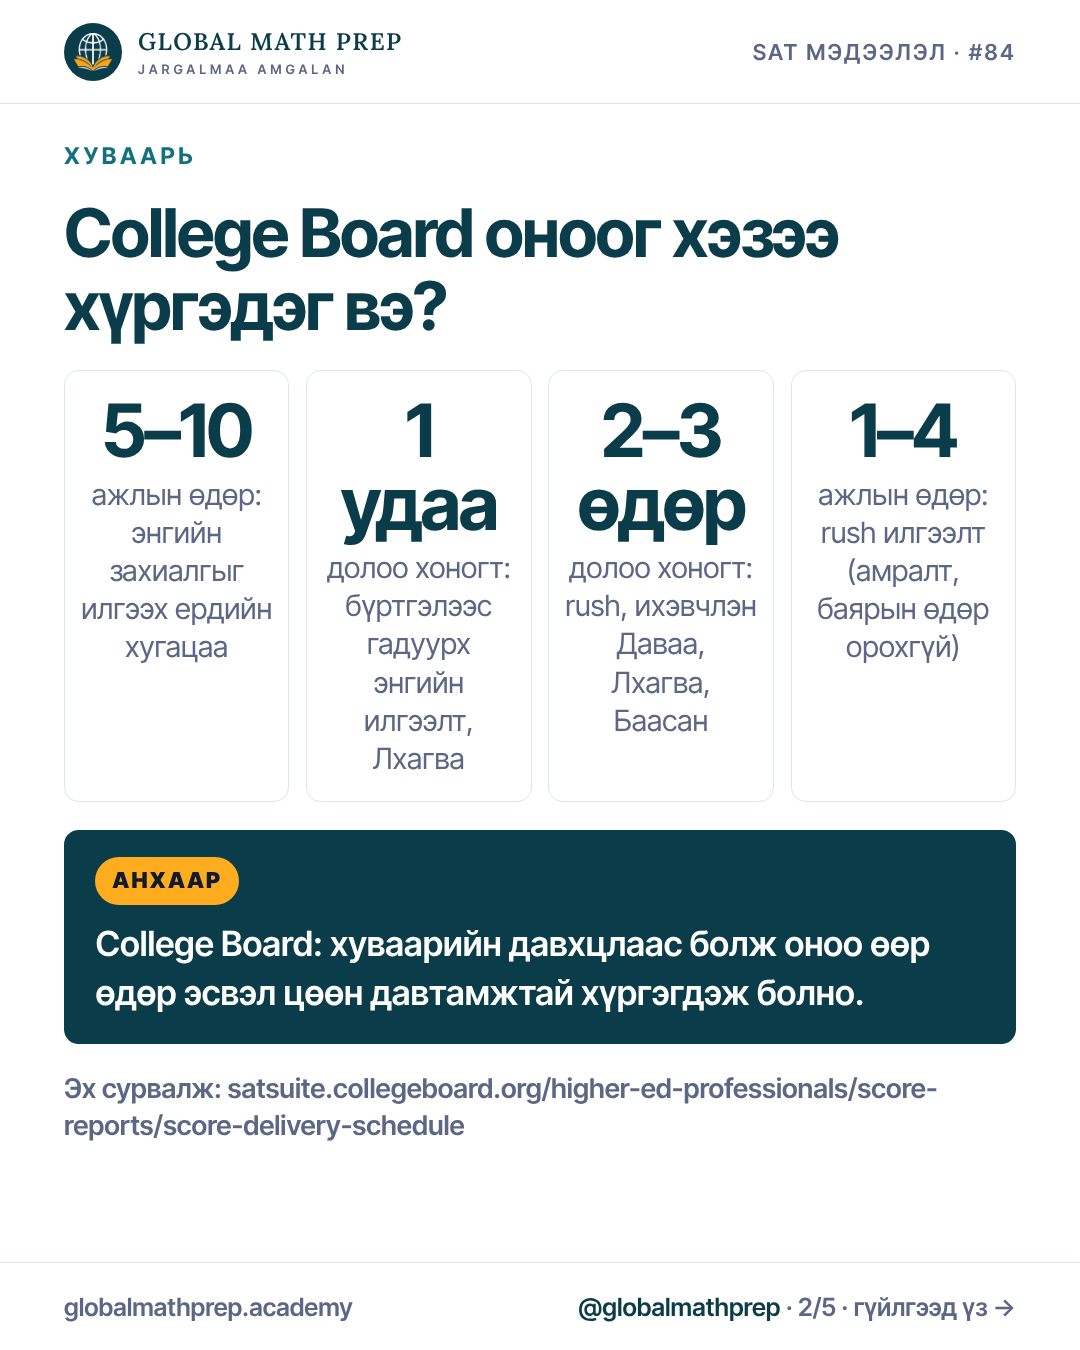 GLOBAL MATH PREP
JARGALMAA AMGALAN
SAT МЭДЭЭЛЭЛ · #84
ХУВААРЬ
College Board оноог хэзээ
хүргэдэг вэ?
5–10
ажлын өдөр:
энгийн
захиалгыг
илгээх ердийн
хугацаа
1
удаа
долоо хоногт:
бүртгэлээс
гадуурх
энгийн
илгээлт,
Лхагва
2–3
өдөр
долоо хоногт:
rush, ихэвчлэн
Даваа,
Лхагва,
Баасан
1–4
ажлын өдөр:
rush илгээлт
(амралт,
баярын өдөр
орохгүй)
АНХААР
College Board: хуваарийн давхцлаас болж оноо өөр
өдөр эсвэл цөөн давтамжтай хүргэгдэж болно.
Эх сурвалж: satsuite.collegeboard.org/higher-ed-professionals/score-
reports/score-delivery-schedule
globalmathprep.academy
@globalmathprep · 2/5 · гүйлгээд үз →